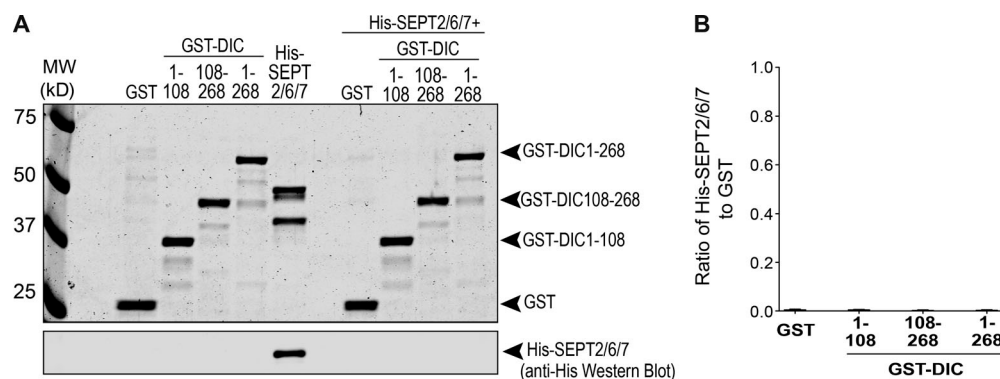 A
B
His-SEPT2/6/7+
GST-DIC
His-
SEPT
2/6/7
GST-DIC
MW
(kD)
GST
1-
108
108-
268
1-
268
GST
1-
108
108-
268
1-
268
75
50
37
25
GST-DIC1-268
GST-DIC108-268
GST-DIC1-108
GST
His-SEPT2/6/7
(anti-His Western Blot)
Ratio of His-SEPT2/6/7
to GST
1.0
0.8
0.6
0.4
0.2
0.0
GST
1-
108
108-
268
1-
268
GST-DIC